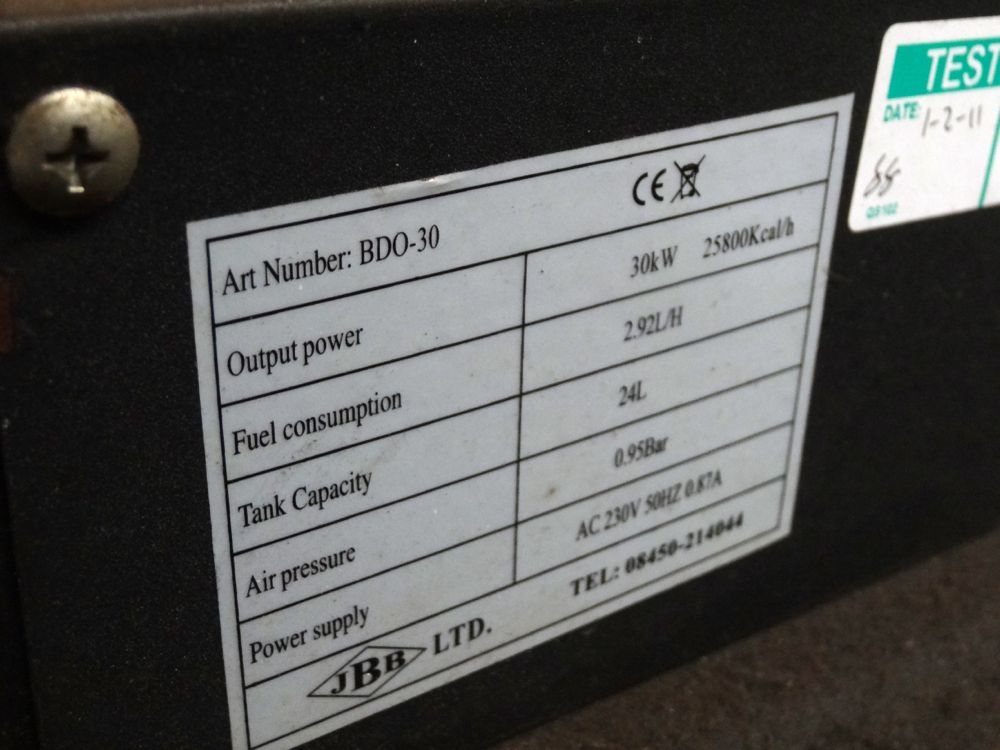 TEST
DATE: 1-2-11
QS102
CE
Art Number: BDO-30
Output power 30kW 25800Kcal/h
Fuel consumption 2.92L/H
Tank Capacity 24L
Air pressure 0.95Bar
Power supply AC 230V 50HZ 0.87A
JBB LTD. TEL: 08450-214044